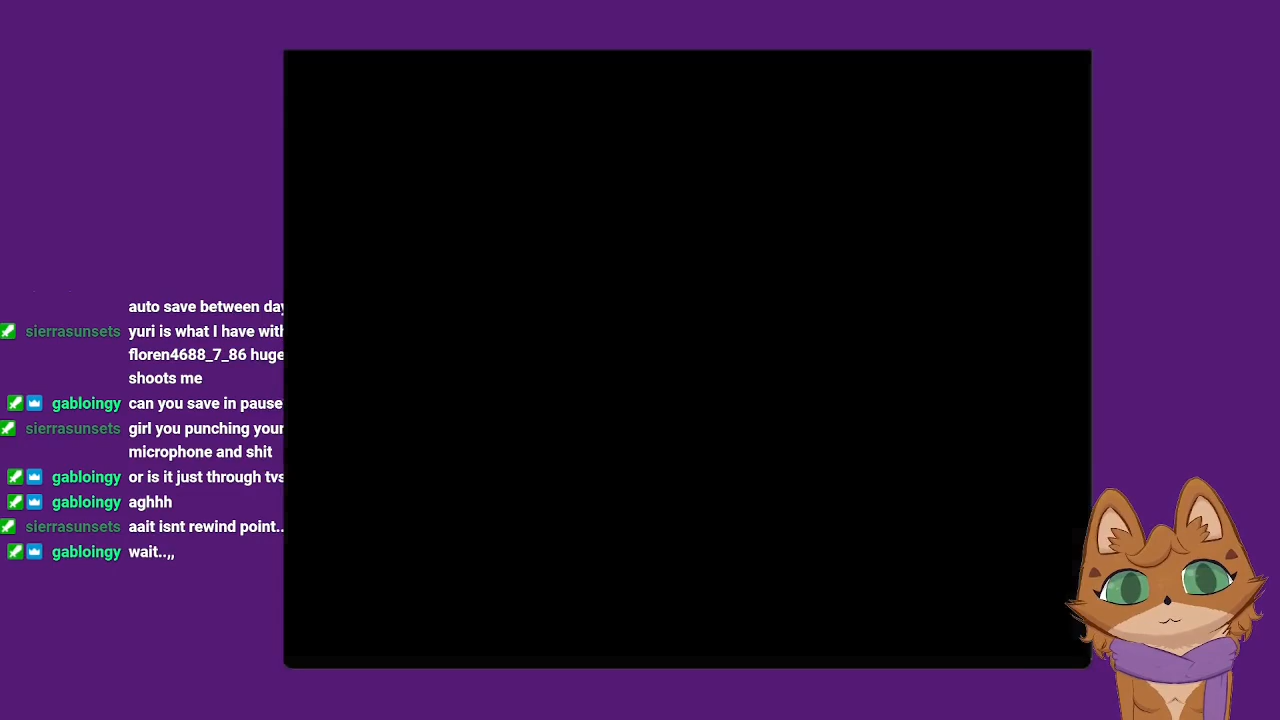 auto save between day
sierrasunsets yuri is what I have with
floren4688_7_86 huge
shoots me
gabloingy can you save in pause
sierrasunsets girl you punching your
microphone and shit
gabloingy or is it just through tvs
gabloingy aghhh
sierrasunsets aait isnt rewind point..
gabloingy wait..,,